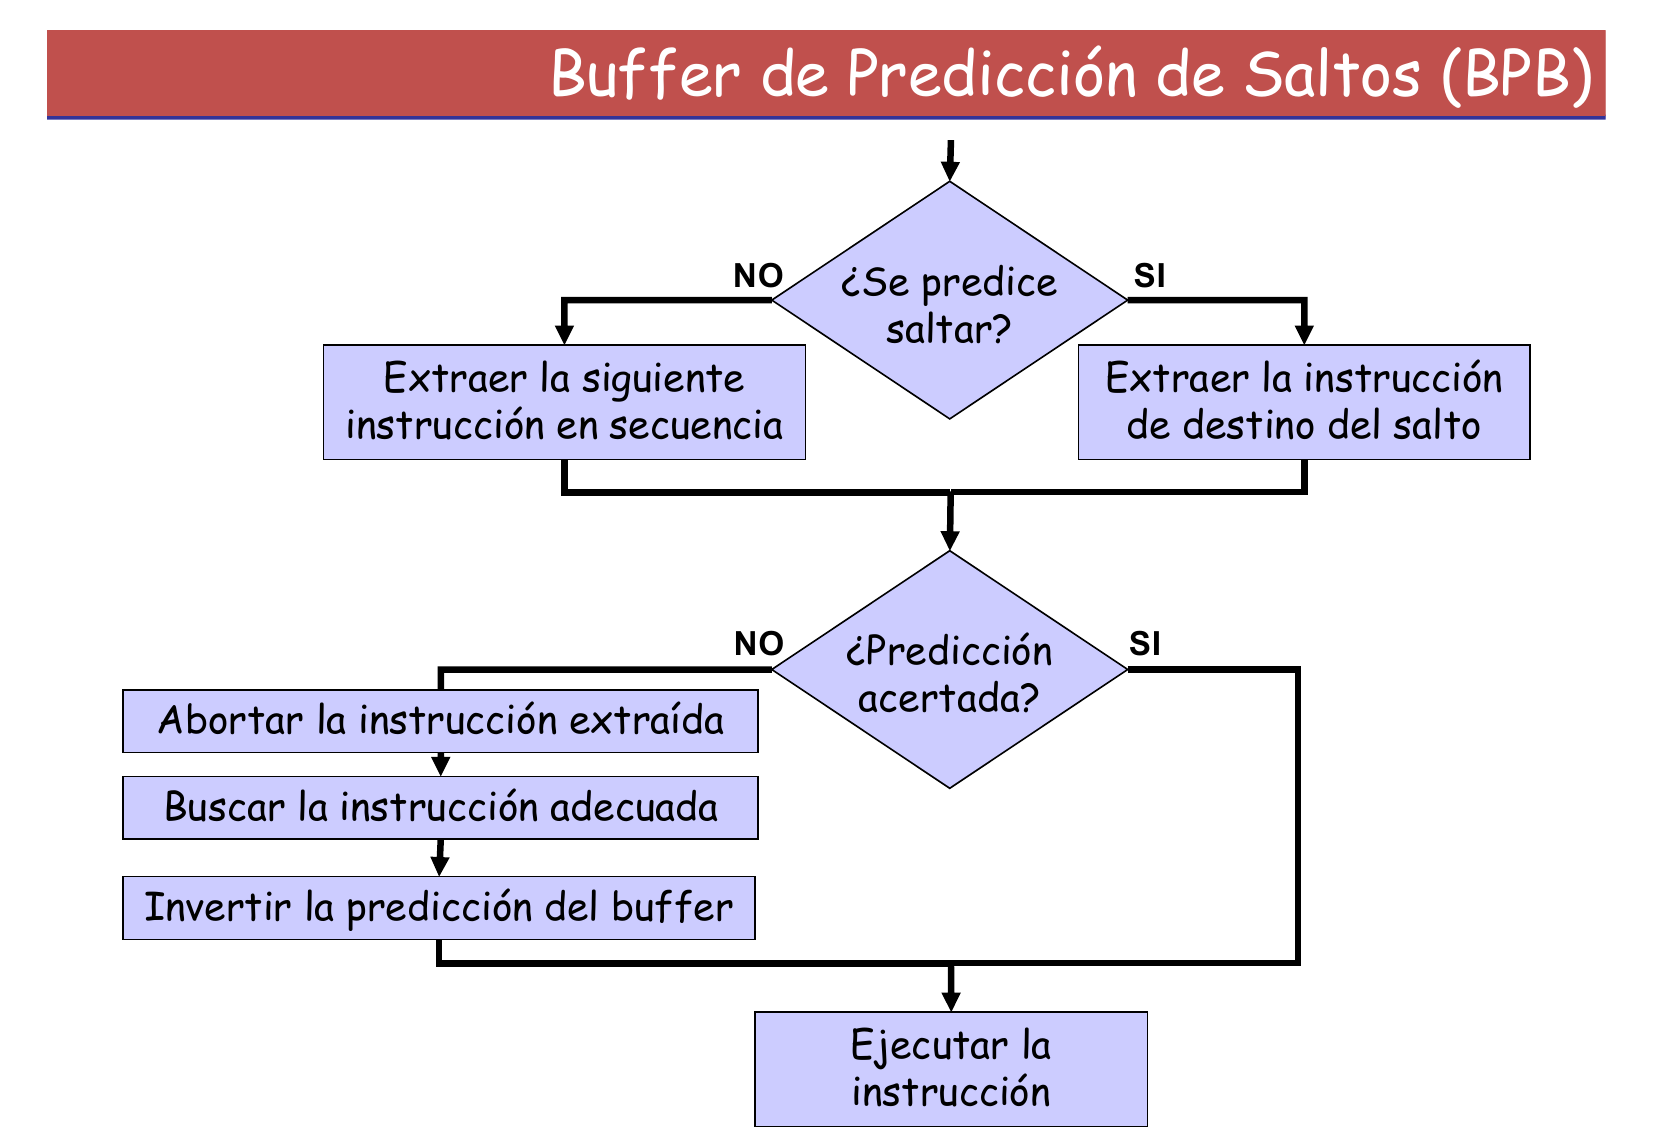 Buffer de Predicción de Saltos (BPB)
¿Se predice
saltar?
NO
SI
Extraer la siguiente
instrucción en secuencia
Extraer la instrucción
de destino del salto
¿Predicción
acertada?
NO
SI
Abortar la instrucción extraída
Buscar la instrucción adecuada
Invertir la predicción del buffer
Ejecutar la
instrucción